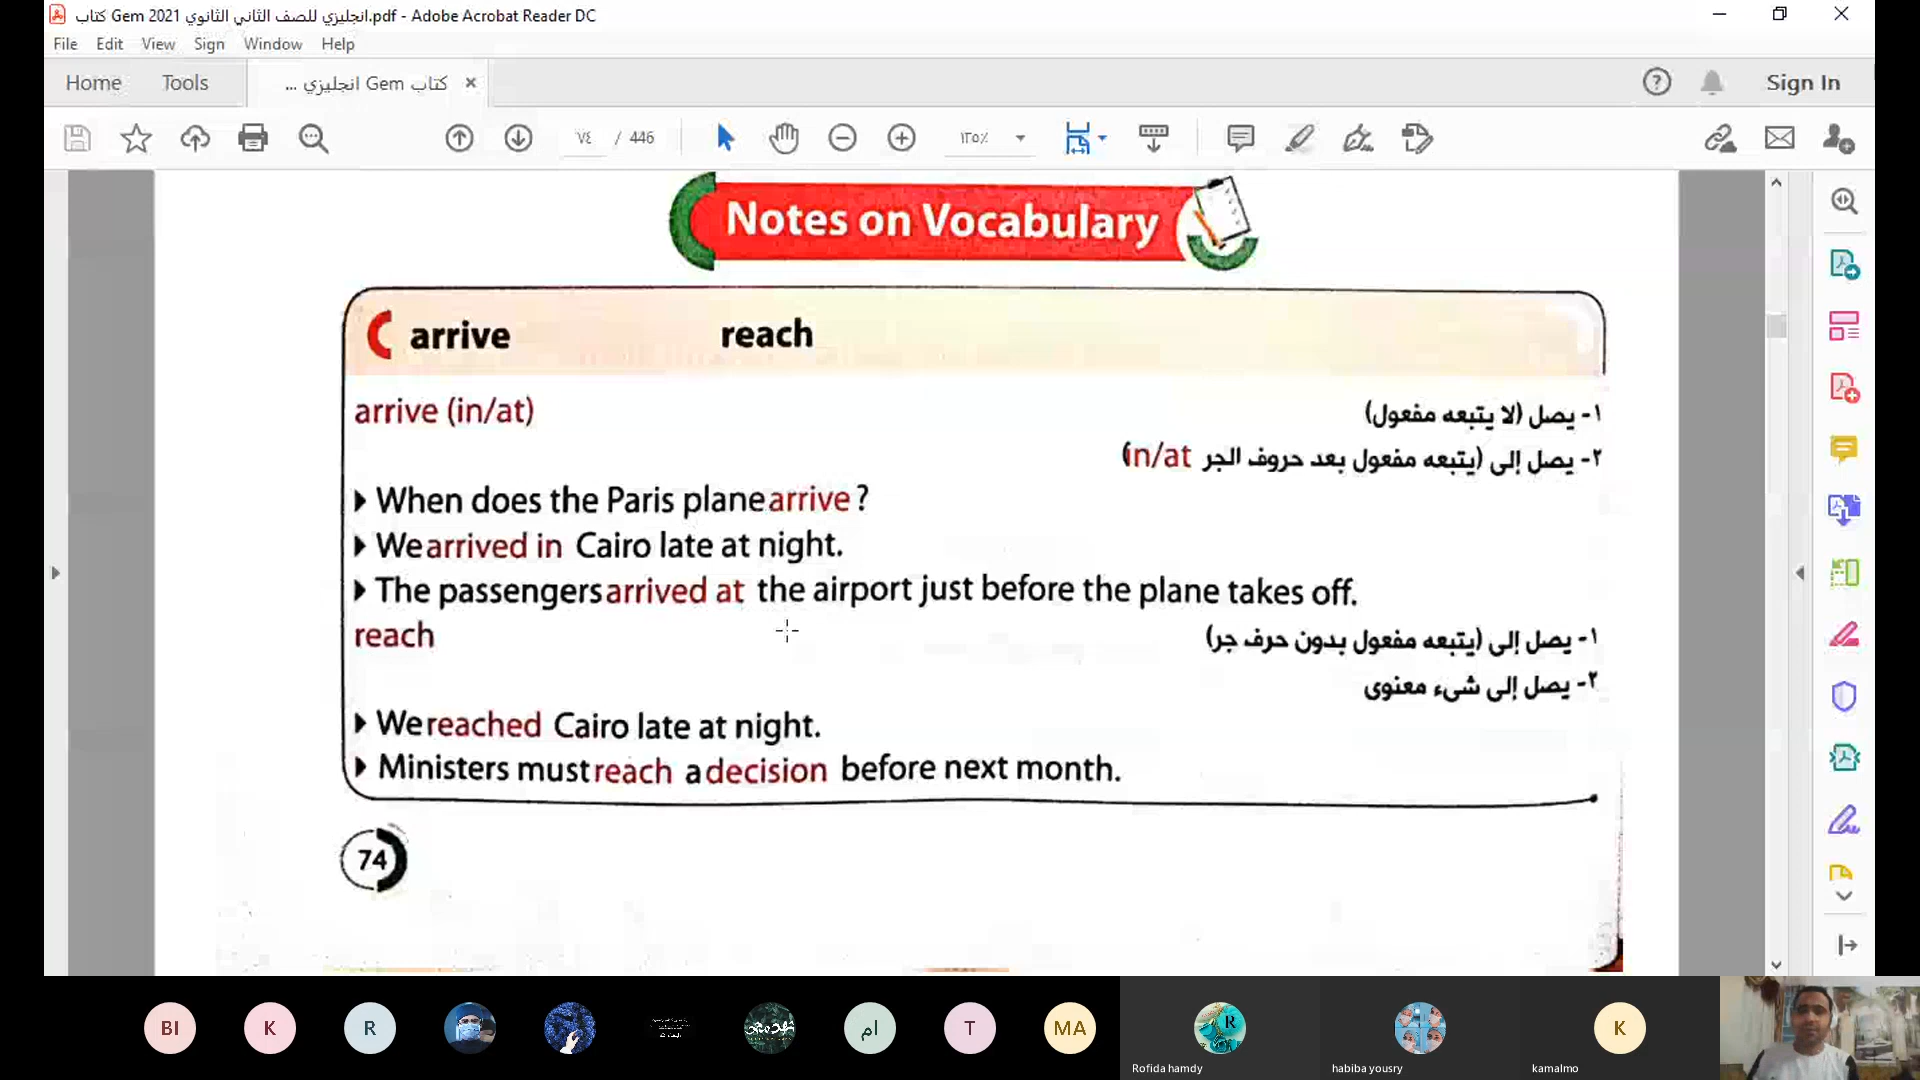 كتاب Gem انجليزي للصف الثاني الثانوي 2021.pdf - Adobe Acrobat Reader DC
File Edit View Sign Window Help
Home Tools كتاب Gem انجليزي ... Sign In
٧٤ / 446 ١٢٥٪
Notes on Vocabulary
arrive reach
arrive (in/at) ١- يصل (لا يتبعه مفعول)
٢- يصل إلى (يتبعه مفعول بعد حروف الجر in/at)
When does the Paris plane arrive ?
We arrived in Cairo late at night.
The passengers arrived at the airport just before the plane takes off.
reach ١- يصل إلى (يتبعه مفعول بدون حرف جر)
٢- يصل إلى شىء معنوى
We reached Cairo late at night.
Ministers must reach a decision before next month.
74
BI K R ام T MA R K
Rofida hamdy habiba yousry kamalmo